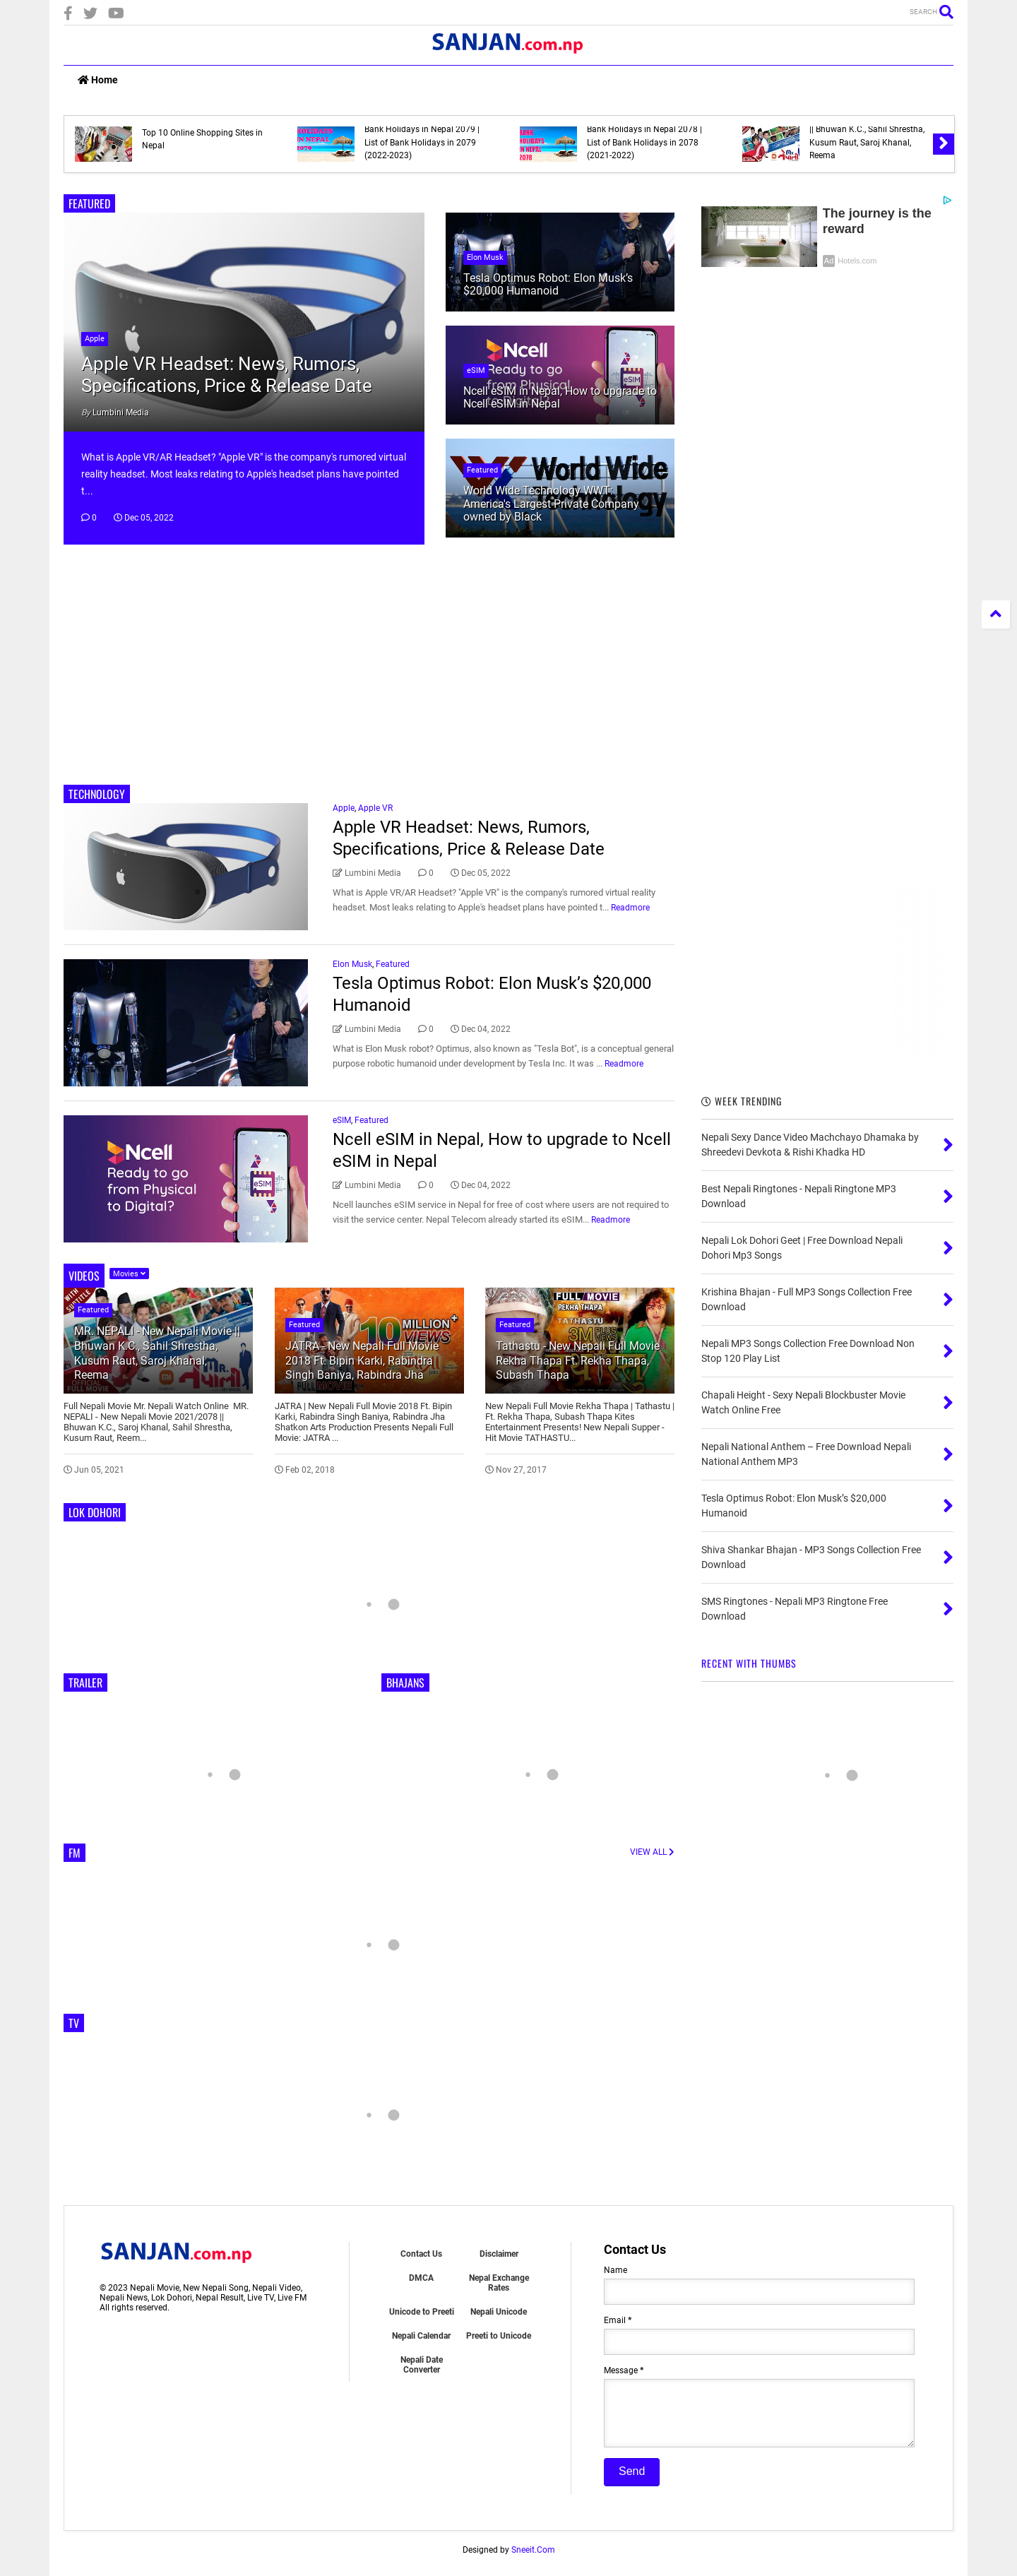 SEARCH
SANJAN.com.np
Home
Top 10 Online Shopping Sites in
Nepal
Bank Holidays in Nepal 2079 |
List of Bank Holidays in 2079
(2022-2023)
Bank Holidays in Nepal 2078 |
List of Bank Holidays in 2078
(2021-2022)
|| Bhuwan K.C., Sahil Shrestha,
Kusum Raut, Saroj Khanal,
Reema
FEATURED
Apple
Apple VR Headset: News, Rumors,
Specifications, Price & Release Date
By Lumbini Media
What is Apple VR/AR Headset? "Apple VR" is the company's rumored virtual
reality headset. Most leaks relating to Apple's headset plans have pointed
t...
0 Dec 05, 2022
Elon Musk
Tesla Optimus Robot: Elon Musk's
$20,000 Humanoid
Ncell
Ready to go
from Physical
eSIM
Ncell eSIM in Nepal, How to upgrade to
Ncell eSIM in Nepal
Featured
World Wide
Technology
World Wide Technology WWT:
America's Largest Private Company
owned by Black
The journey is the
reward
Ad Hotels.com
TECHNOLOGY
Apple, Apple VR
Apple VR Headset: News, Rumors,
Specifications, Price & Release Date
Lumbini Media 0 Dec 05, 2022
What is Apple VR/AR Headset? "Apple VR" is the company's rumored virtual reality
headset. Most leaks relating to Apple's headset plans have pointed t... Readmore
Elon Musk, Featured
Tesla Optimus Robot: Elon Musk's $20,000
Humanoid
Lumbini Media 0 Dec 04, 2022
What is Elon Musk robot? Optimus, also known as "Tesla Bot", is a conceptual general
purpose robotic humanoid under development by Tesla Inc. It was ... Readmore
Ncell
Ready to go
from Physical
to Digital?
eSIM
eSIM, Featured
Ncell eSIM in Nepal, How to upgrade to Ncell
eSIM in Nepal
Lumbini Media 0 Dec 04, 2022
Ncell launches eSIM service in Nepal for free of cost where users are not required to
visit the service center. Nepal Telecom already started its eSIM... Readmore
VIDEOS Movies
WITH
SUBTITLE
Featured
MR. NEPALI - New Nepali Movie ||
Bhuwan K.C., Sahil Shrestha,
Kusum Raut, Saroj Khanal,
Reema
Full Nepali Movie Mr. Nepali Watch Online MR.
NEPALI - New Nepali Movie 2021/2078 ||
Bhuwan K.C., Saroj Khanal, Sahil Shrestha,
Kusum Raut, Reem...
Jun 05, 2021
Featured
10 MILLION+
VIEWS
JATRA - New Nepali Full Movie
2018 Ft. Bipin Karki, Rabindra
Singh Baniya, Rabindra Jha
JATRA | New Nepali Full Movie 2018 Ft. Bipin
Karki, Rabindra Singh Baniya, Rabindra Jha
Shatkon Arts Production Presents Nepali Full
Movie: JATRA ...
Feb 02, 2018
FULL MOVIE
REKHA THAPA
Featured
TATHASTU
Tathastu - New Nepali Full Movie
Rekha Thapa Ft. Rekha Thapa,
Subash Thapa
New Nepali Full Movie Rekha Thapa | Tathastu |
Ft. Rekha Thapa, Subash Thapa Kites
Entertainment Presents! New Nepali Supper -
Hit Movie TATHASTU...
Nov 27, 2017
WEEK TRENDING
Nepali Sexy Dance Video Machchayo Dhamaka by
Shreedevi Devkota & Rishi Khadka HD
Best Nepali Ringtones - Nepali Ringtone MP3
Download
Nepali Lok Dohori Geet | Free Download Nepali
Dohori Mp3 Songs
Krishina Bhajan - Full MP3 Songs Collection Free
Download
Nepali MP3 Songs Collection Free Download Non
Stop 120 Play List
Chapali Height - Sexy Nepali Blockbuster Movie
Watch Online Free
Nepali National Anthem – Free Download Nepali
National Anthem MP3
Tesla Optimus Robot: Elon Musk's $20,000
Humanoid
Shiva Shankar Bhajan - MP3 Songs Collection Free
Download
SMS Ringtones - Nepali MP3 Ringtone Free
Download
RECENT WITH THUMBS
LOK DOHORI
TRAILER
BHAJANS
FM
VIEW ALL
TV
SANJAN.com.np
© 2023 Nepali Movie, New Nepali Song, Nepali Video,
Nepali News, Lok Dohori, Nepal Result, Live TV, Live FM
All rights reserved.
Contact Us
Disclaimer
DMCA
Nepal Exchange
Rates
Unicode to Preeti
Nepali Unicode
Nepali Calendar
Preeti to Unicode
Nepali Date
Converter
Contact Us
Name
Email *
Message *
Send
Designed by Sneeit.Com